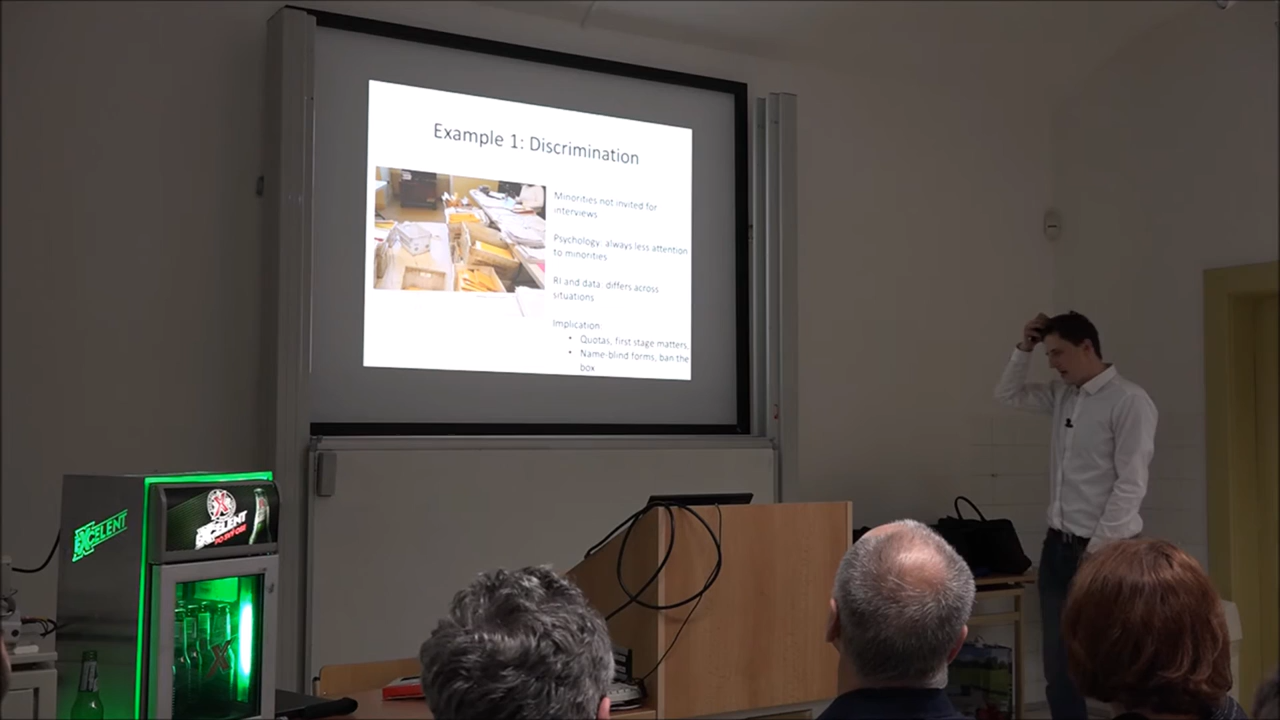 Example 1: Discrimination
Minorities not invited for
interviews
Psychology: always less attention
to minorities
RI and data: differs across
situations
Implication:
• Quotas, first stage matters
• Name-blind forms, ban the
box
EXCELENT
EXCELENT